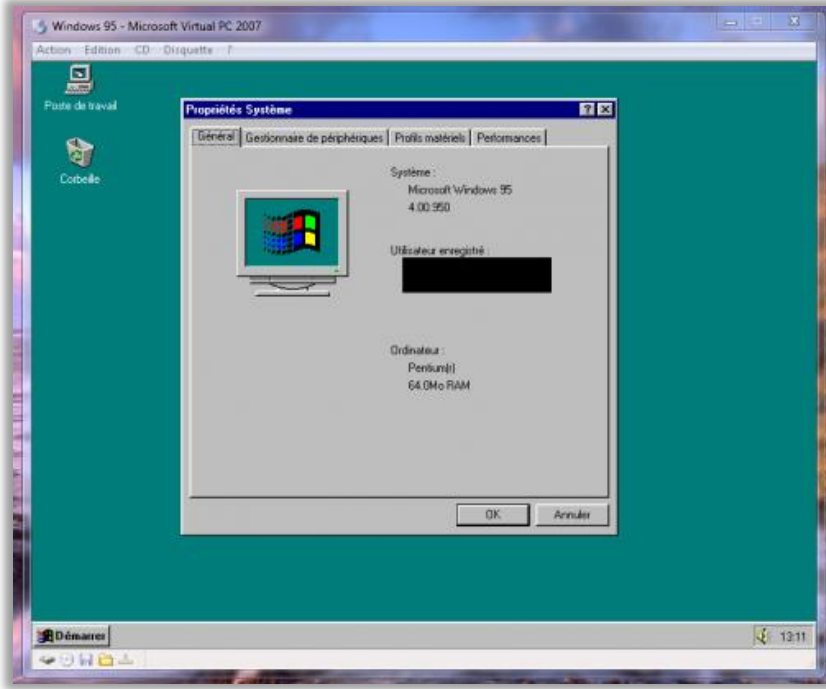 Windows 95 - Microsoft Virtual PC 2007
Action Edition CD Disquette ?
Poste de travail
Corbeille
Propriétés Système
Général Gestionnaire de périphériques Profils matériels Performances
Système :
Microsoft Windows 95
4.00.950
Utilisateur enregistré :
Ordinateur :
Pentium(r)
64.0Mo RAM
OK Annuler
Démarrer 13:11